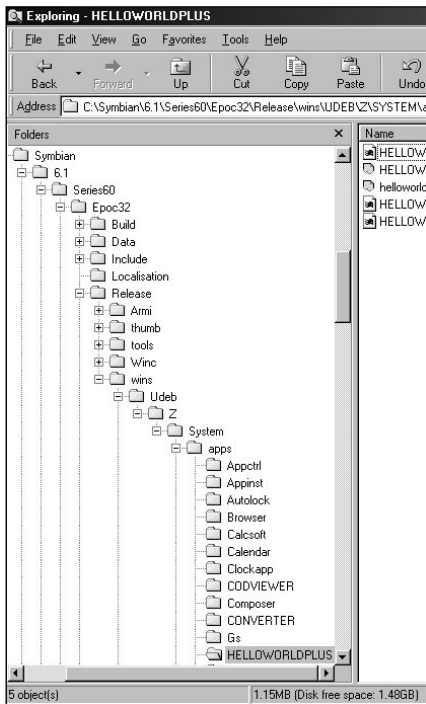 Exploring - HELLOWORLDPLUS
File Edit View Go Favorites Tools Help
Back Forward Up Cut Copy Paste Undo
Address C:\Symbian\6.1\Series60\Epoc32\Release\wins\UDEB\Z\SYSTEM\a
Folders × Name
Symbian
6.1
Series60
Epoc32
Build
Data
Include
Localisation
Release
Armi
thumb
tools
Winc
wins
Udeb
Z
System
apps
Appctrl
Appinst
Autolock
Browser
Calcsoft
Calendar
Clockapp
CODVIEWER
Composer
CONVERTER
Gs
HELLOWORLDPLUS
HELLOW
HELLOW
helloworld
HELLOW
HELLOW
5 object(s) 1.15MB (Disk free space: 1.48GB)